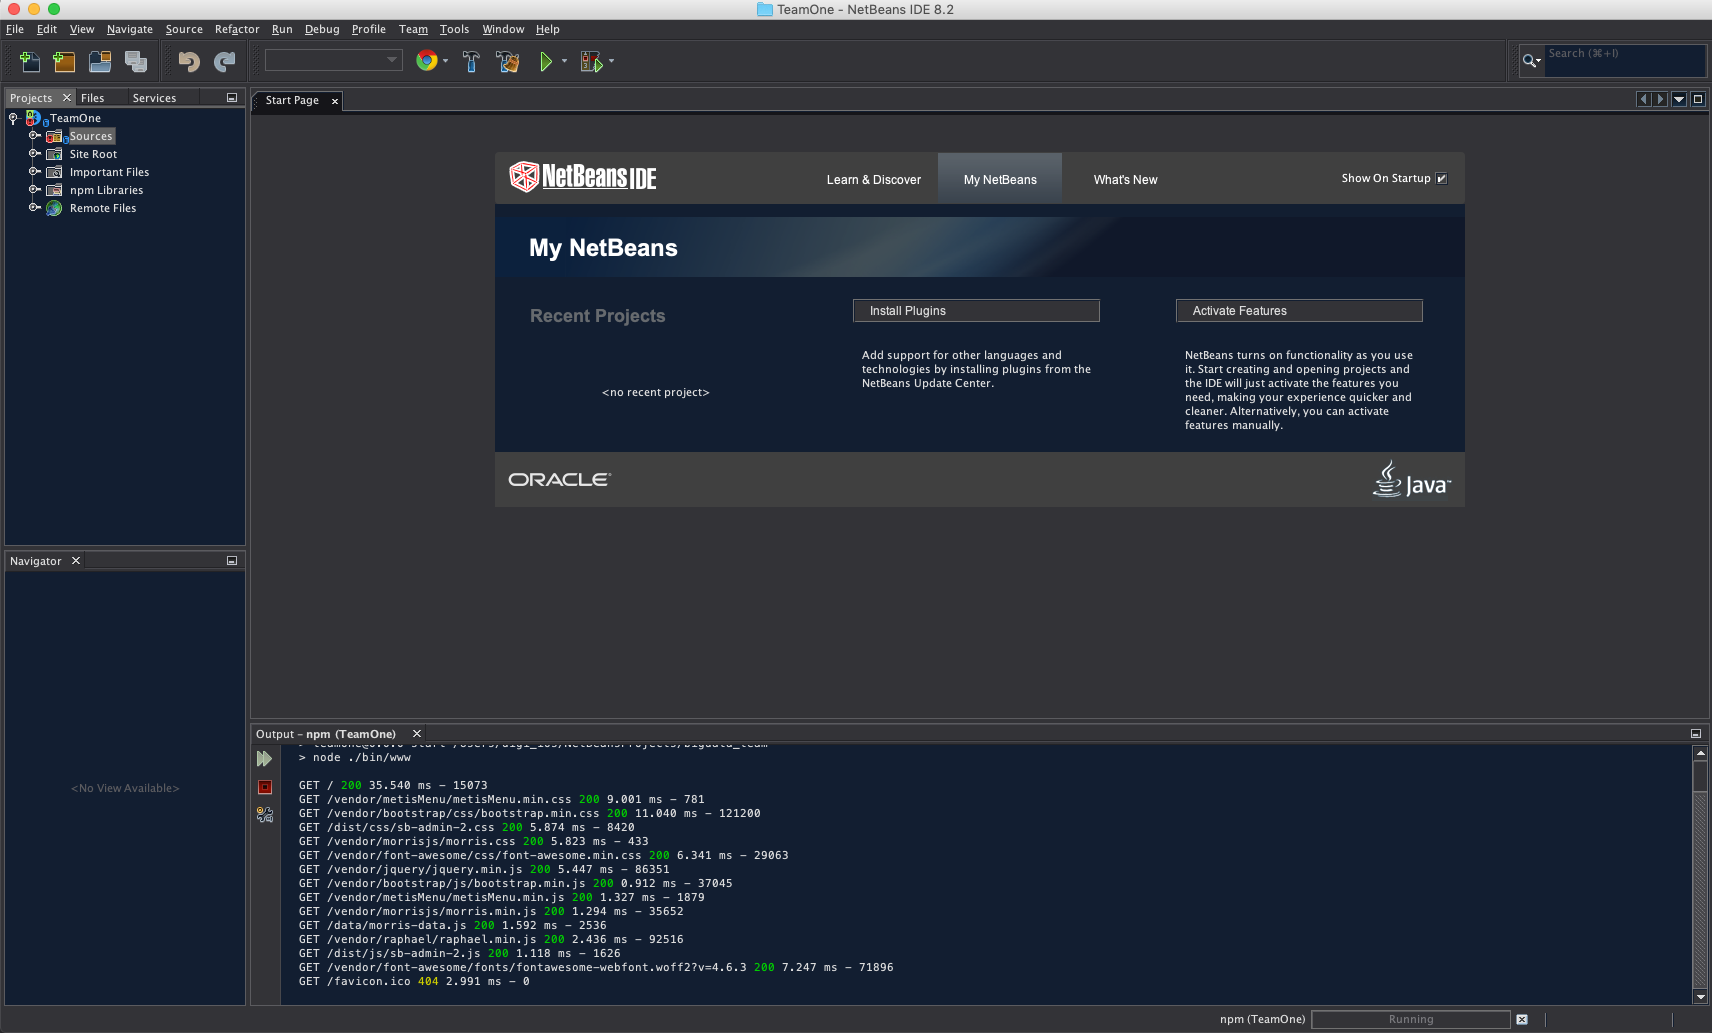 TeamOne - NetBeans IDE 8.2
File Edit View Navigate Source Refactor Run Debug Profile Team Tools Window Help
Search (⌘+I)
Projects Files Services
TeamOne
Sources
Site Root
Important Files
npm Libraries
Remote Files
Navigator
<No View Available>
Start Page
NetBeans IDE
Learn & Discover My NetBeans What's New
Show On Startup
My NetBeans
Recent Projects
<no recent project>
Install Plugins
Add support for other languages and
technologies by installing plugins from the
NetBeans Update Center.
Activate Features
NetBeans turns on functionality as you use
it. Start creating and opening projects and
the IDE will just activate the features you
need, making your experience quicker and
cleaner. Alternatively, you can activate
features manually.
ORACLE
Java™
Output - npm (TeamOne)
> teamone@0.0.0 start /Users/digi_ios/NetBeansProjects/bigdata_team
> node ./bin/www
GET / 200 35.540 ms - 15073
GET /vendor/metisMenu/metisMenu.min.css 200 9.001 ms - 781
GET /vendor/bootstrap/css/bootstrap.min.css 200 11.040 ms - 121200
GET /dist/css/sb-admin-2.css 200 5.874 ms - 8420
GET /vendor/morrisjs/morris.css 200 5.823 ms - 433
GET /vendor/font-awesome/css/font-awesome.min.css 200 6.341 ms - 29063
GET /vendor/jquery/jquery.min.js 200 5.447 ms - 86351
GET /vendor/bootstrap/js/bootstrap.min.js 200 0.912 ms - 37045
GET /vendor/metisMenu/metisMenu.min.js 200 1.327 ms - 1879
GET /vendor/morrisjs/morris.min.js 200 1.294 ms - 35652
GET /data/morris-data.js 200 1.592 ms - 2536
GET /vendor/raphael/raphael.min.js 200 2.436 ms - 92516
GET /dist/js/sb-admin-2.js 200 1.118 ms - 1626
GET /vendor/font-awesome/fonts/fontawesome-webfont.woff2?v=4.6.3 200 7.247 ms - 71896
GET /favicon.ico 404 2.991 ms - 0
npm (TeamOne) Running